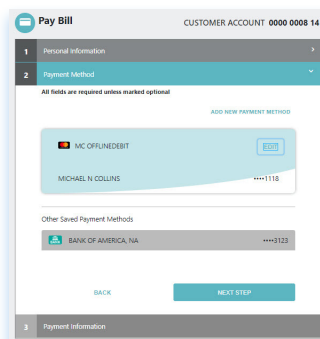 Pay Bill
CUSTOMER ACCOUNT 0000 0008 14
1 Personal Information
2 Payment Method
All fields are required unless marked optional
ADD NEW PAYMENT METHOD
MC OFFLINEDEBIT
EDIT
MICHAEL N COLLINS ••••1118
Other Saved Payment Methods
BANK OF AMERICA, NA ••••3123
BACK
NEXT STEP
3 Payment Information